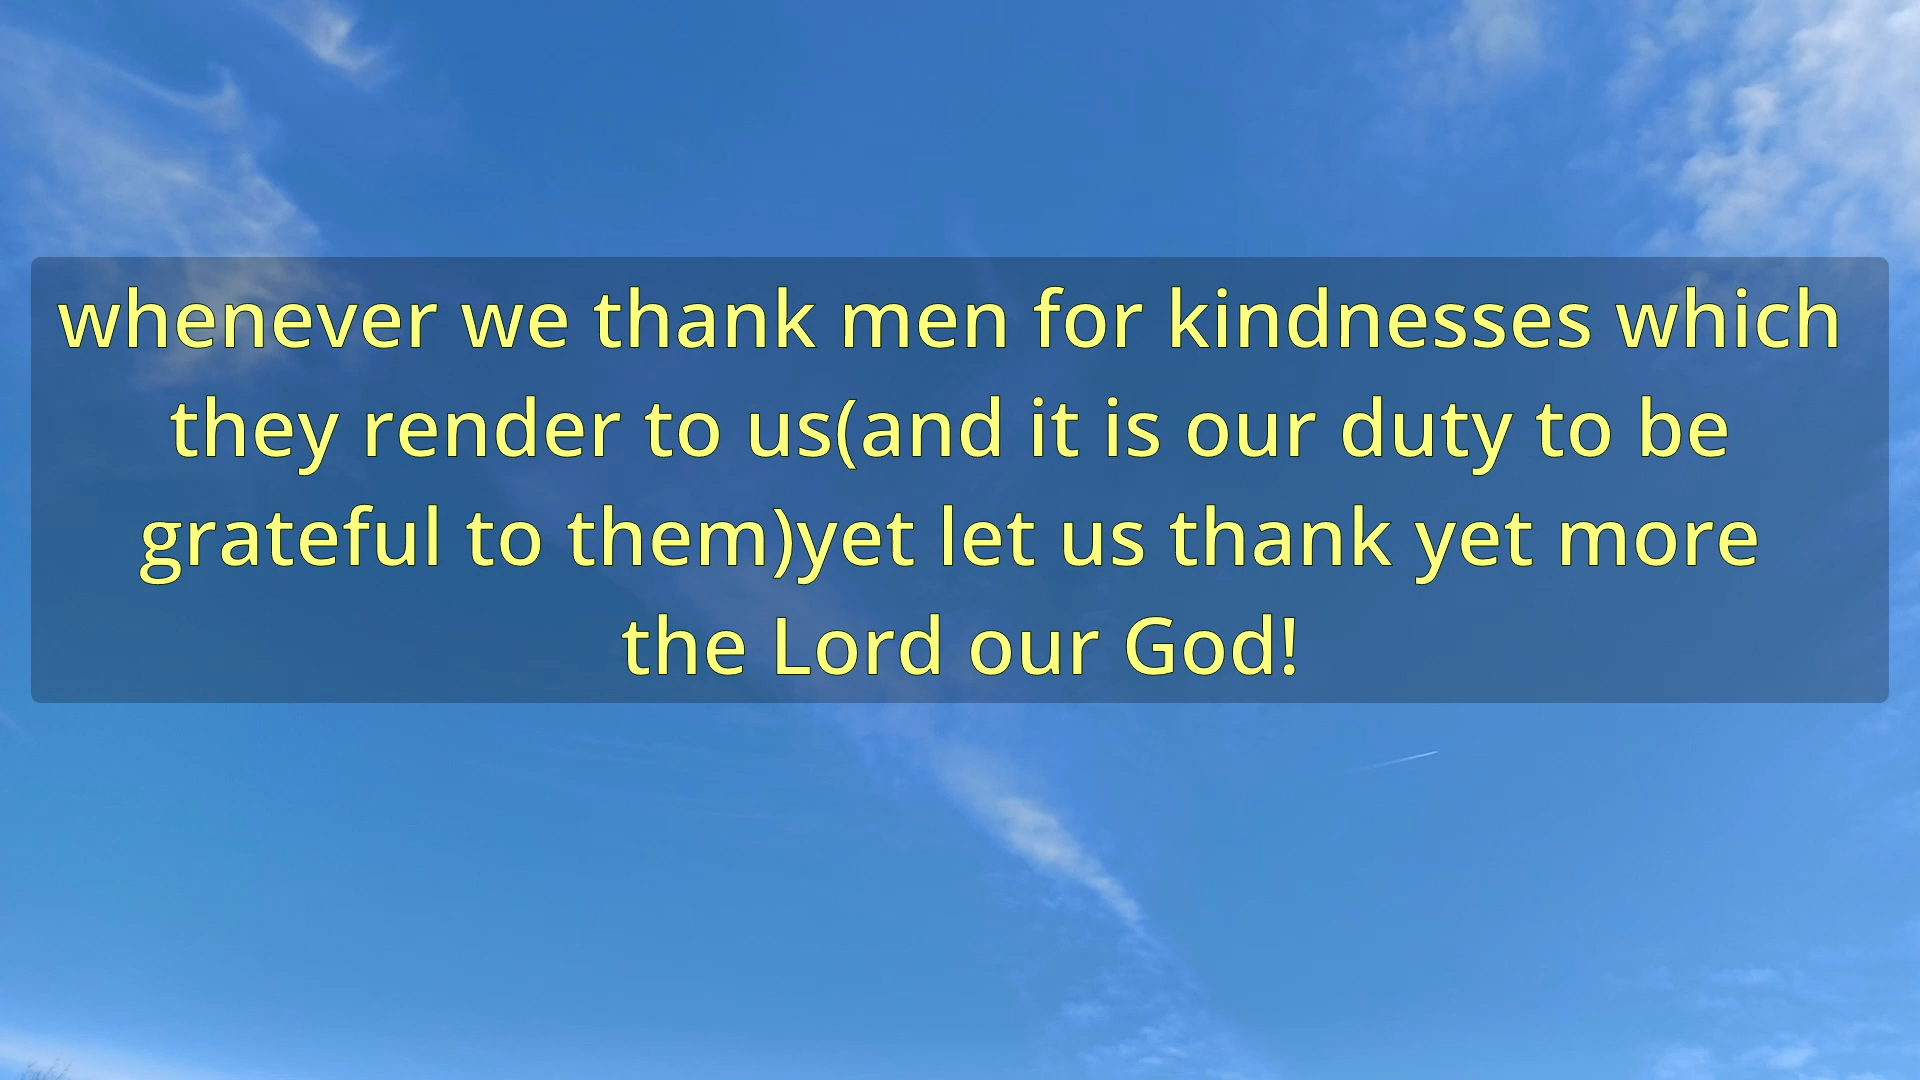 whenever we thank men for kindnesses which
they render to us(and it is our duty to be
grateful to them)yet let us thank yet more
the Lord our God!